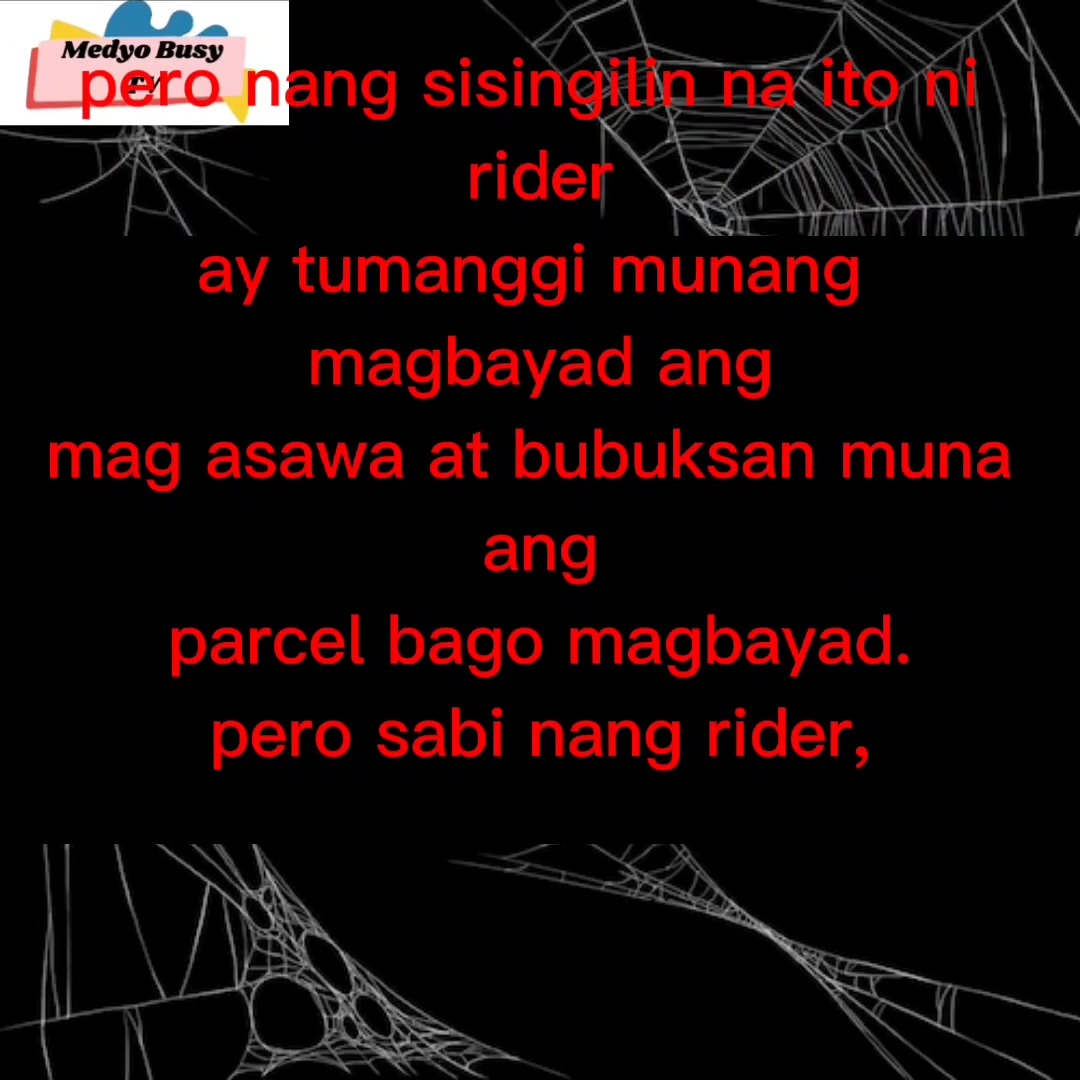 Medyo Busy
TV
pero nang sisingilin na ito ni
rider
ay tumanggi munang
magbayad ang
mag asawa at bubuksan muna
ang
parcel bago magbayad.
pero sabi nang rider,